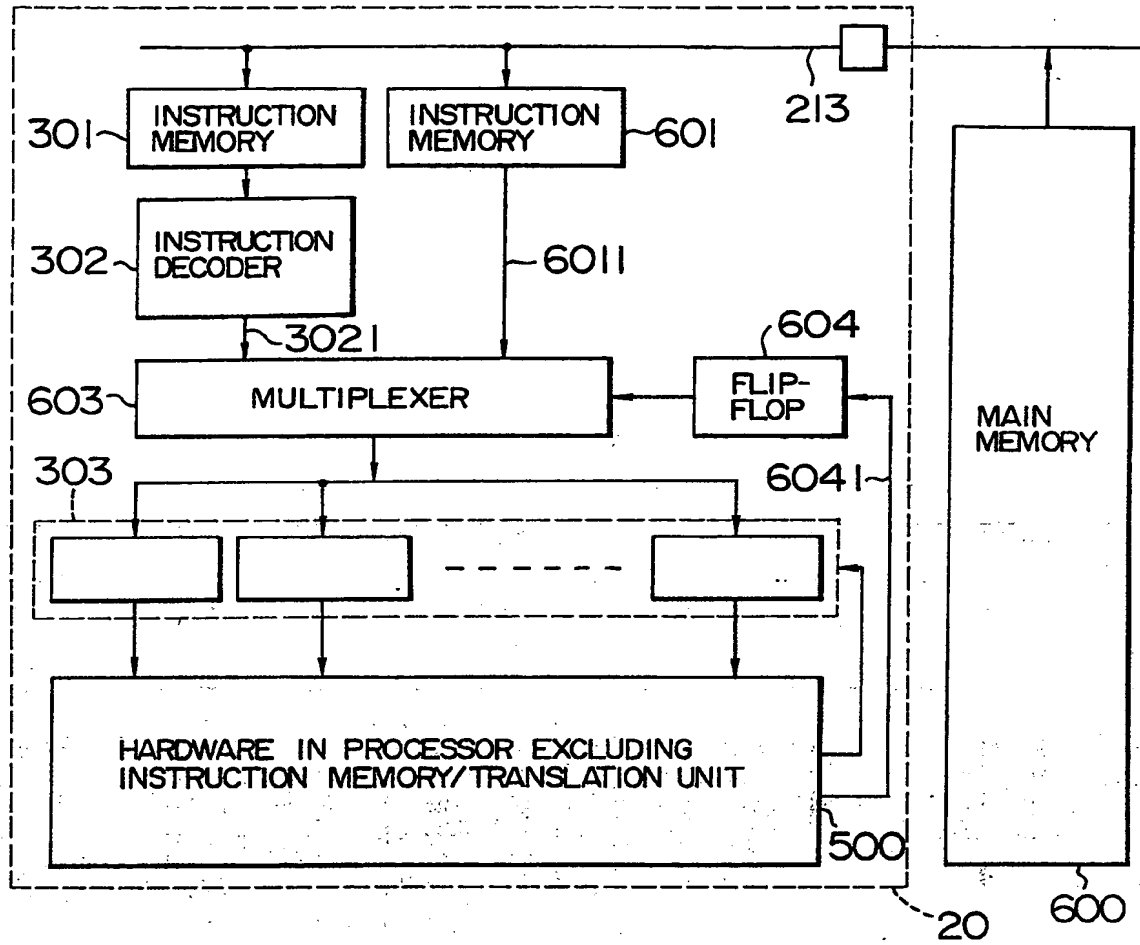 213
INSTRUCTION
MEMORY
301
INSTRUCTION
MEMORY
601
INSTRUCTION
DECODER
302
6011
3021
604
MULTIPLEXER
603
FLIP-
FLOP
MAIN
MEMORY
303
6041
HARDWARE IN PROCESSOR EXCLUDING
INSTRUCTION MEMORY/TRANSLATION UNIT
500
600
20